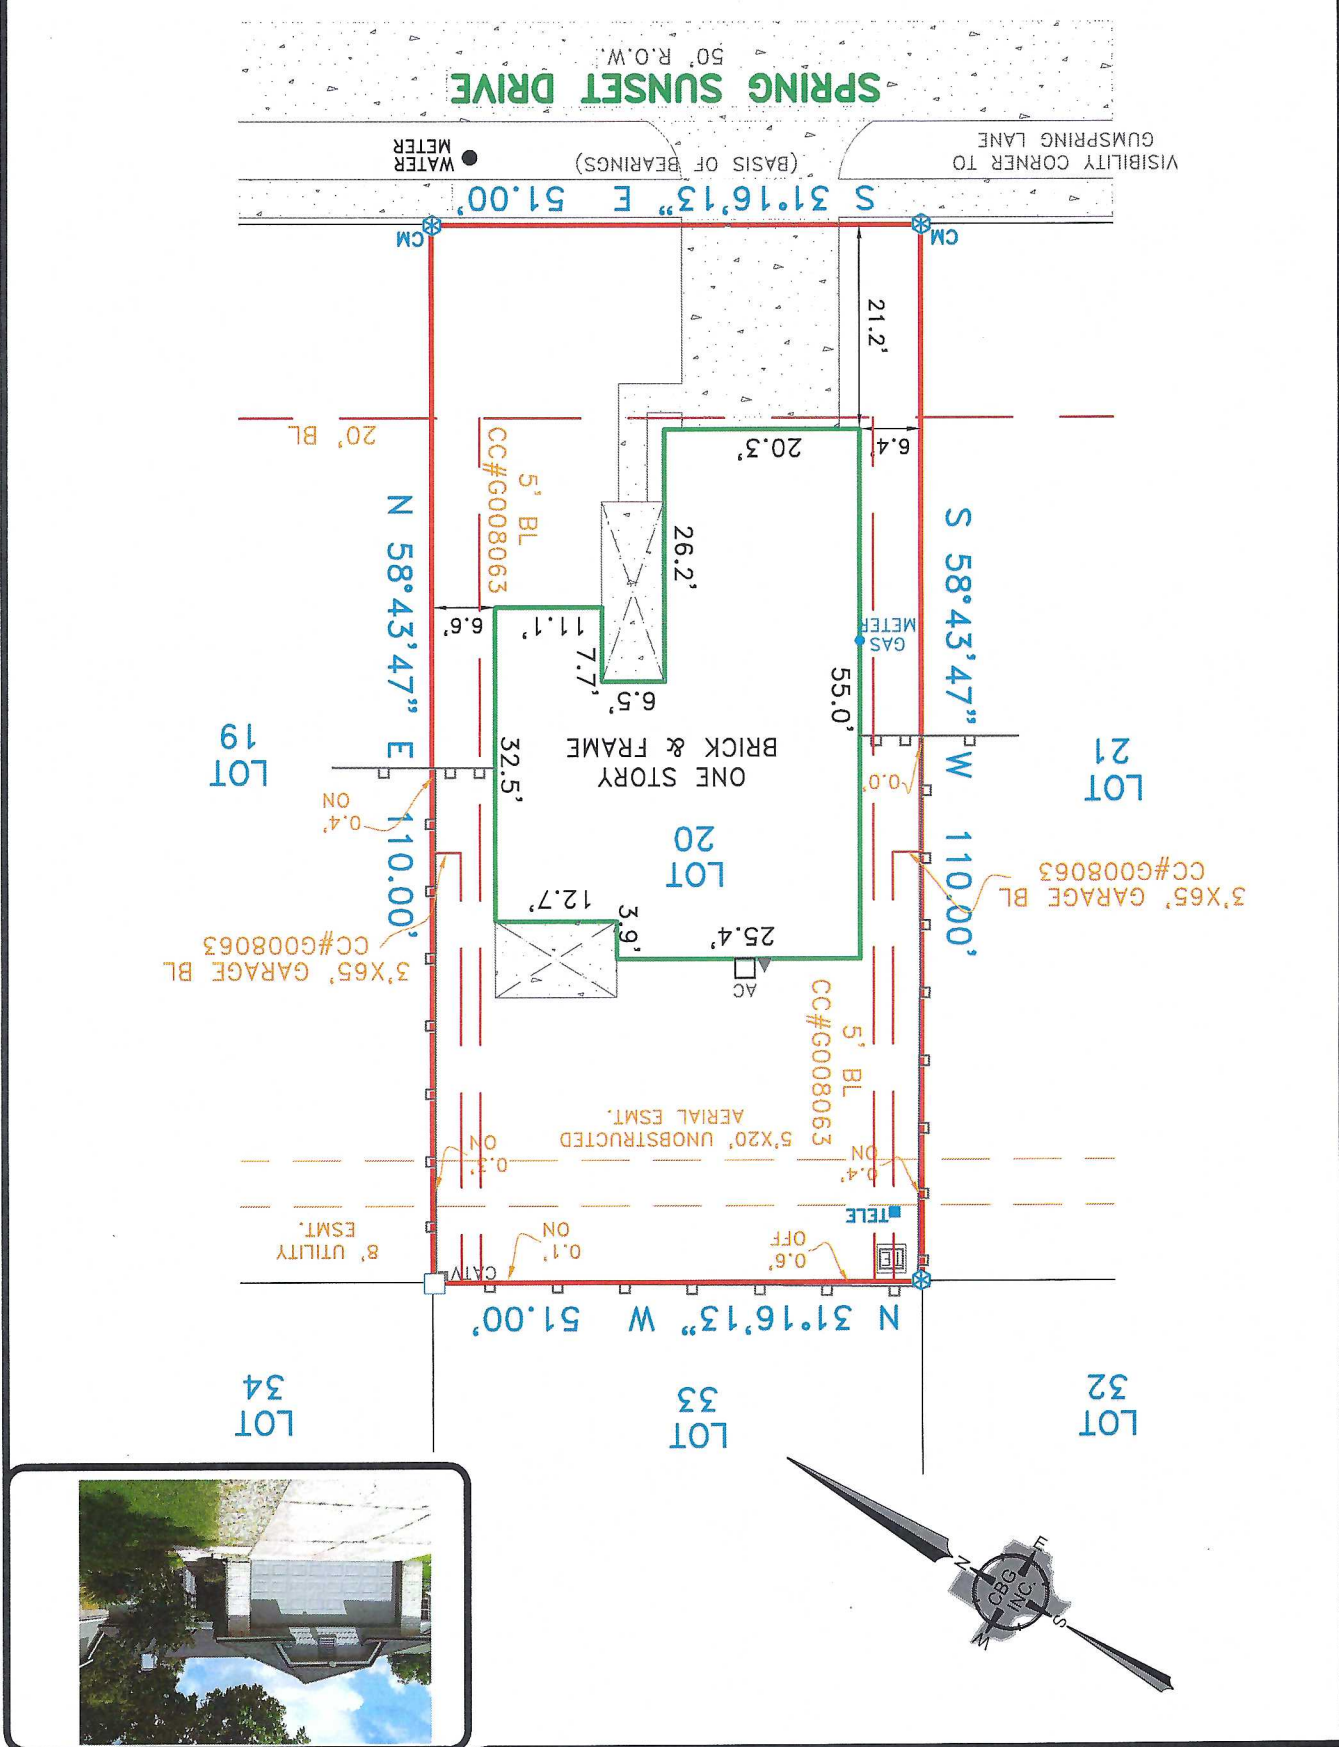 LOT
32
LOT
33
LOT
34
N 31°16'13" W 51.00'
0.6'
OFF
0.1'
ON
CATV
8' UTILITY
ESMT.
TE
TELE
0.4'
ON
0.3'
ON
5'X20' UNOBSTRUCTED
AERIAL ESMT.
5' BL
CC#G008063
AC
25.4'
3.9'
12.7'
3'X65' GARAGE BL
CC#G008063
3'X65' GARAGE BL
CC#G008063
LOT
21
LOT
20
LOT
19
0.0'
0.4'
ON
ONE STORY
BRICK & FRAME
55.0'
32.5'
S 58°43'47" W 110.00'
N 58°43'47" E 110.00'
GAS
METER
6.5'
7.7'
11.1'
6.6'
26.2'
5' BL
CC#G008063
20.3'
6.4'
20' BL
21.2'
CM
CM
S 31°16'13" E 51.00'
VISIBILITY CORNER TO
GUMSPRING LANE
(BASIS OF BEARINGS)
WATER
METER
SPRING SUNSET DRIVE
50' R.O.W.
N
E
S
W
CBG
INC.